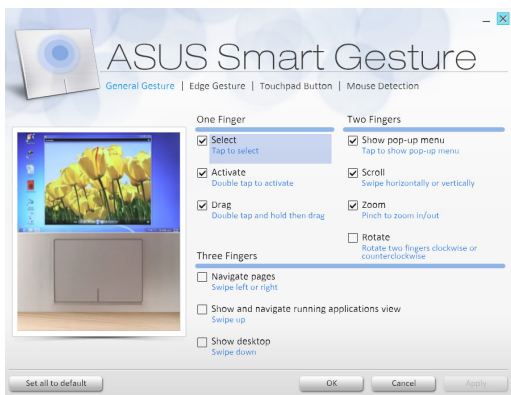 ASUS Smart Gesture
General Gesture | Edge Gesture | Touchpad Button | Mouse Detection
One Finger
Select
Tap to select
Activate
Double tap to activate
Drag
Double tap and hold then drag
Two Fingers
Show pop-up menu
Tap to show pop-up menu
Scroll
Swipe horizontally or vertically
Zoom
Pinch to zoom in/out
Rotate
Rotate two fingers clockwise or
counterclockwise
Three Fingers
Navigate pages
Swipe left or right
Show and navigate running applications view
Swipe up
Show desktop
Swipe down
Set all to default
OK
Cancel
Apply